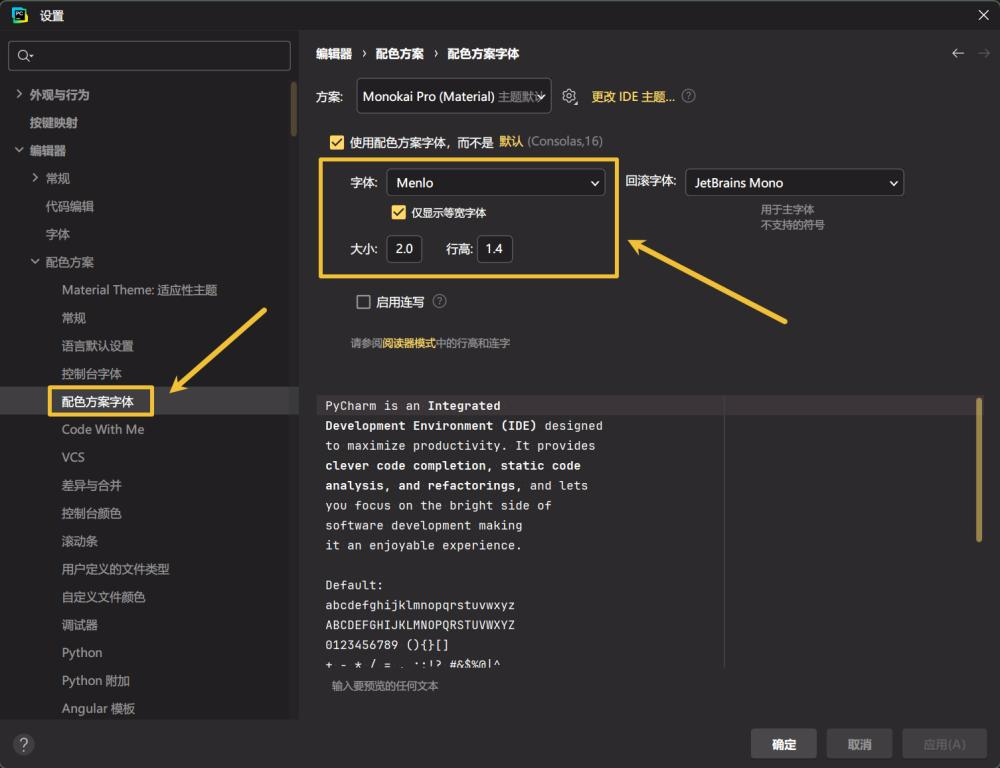 设置
外观与行为
按键映射
编辑器
常规
代码编辑
字体
配色方案
Material Theme: 适应性主题
常规
语言默认设置
控制台字体
配色方案字体
Code With Me
VCS
差异与合并
控制台颜色
滚动条
用户定义的文件类型
自定义文件颜色
调试器
Python
Python 附加
Angular 模板
编辑器 › 配色方案 › 配色方案字体
方案: Monokai Pro (Material) 主题默认 更改 IDE 主题...
使用配色方案字体，而不是 默认 (Consolas,16)
字体: Menlo 回滚字体: JetBrains Mono
仅显示等宽字体 用于主字体
不支持的符号
大小: 2.0 行高: 1.4
启用连写
请参阅阅读器模式中的行高和连字
PyCharm is an Integrated
Development Environment (IDE) designed
to maximize productivity. It provides
clever code completion, static code
analysis, and refactorings, and lets
you focus on the bright side of
software development making
it an enjoyable experience.
Default:
abcdefghijklmnopqrstuvwxyz
ABCDEFGHIJKLMNOPQRSTUVWXYZ
0123456789 (){}[]
+ - * / = . ,:;!? #&$%@|^
输入要预览的任何文本
? 确定 取消 应用(A)